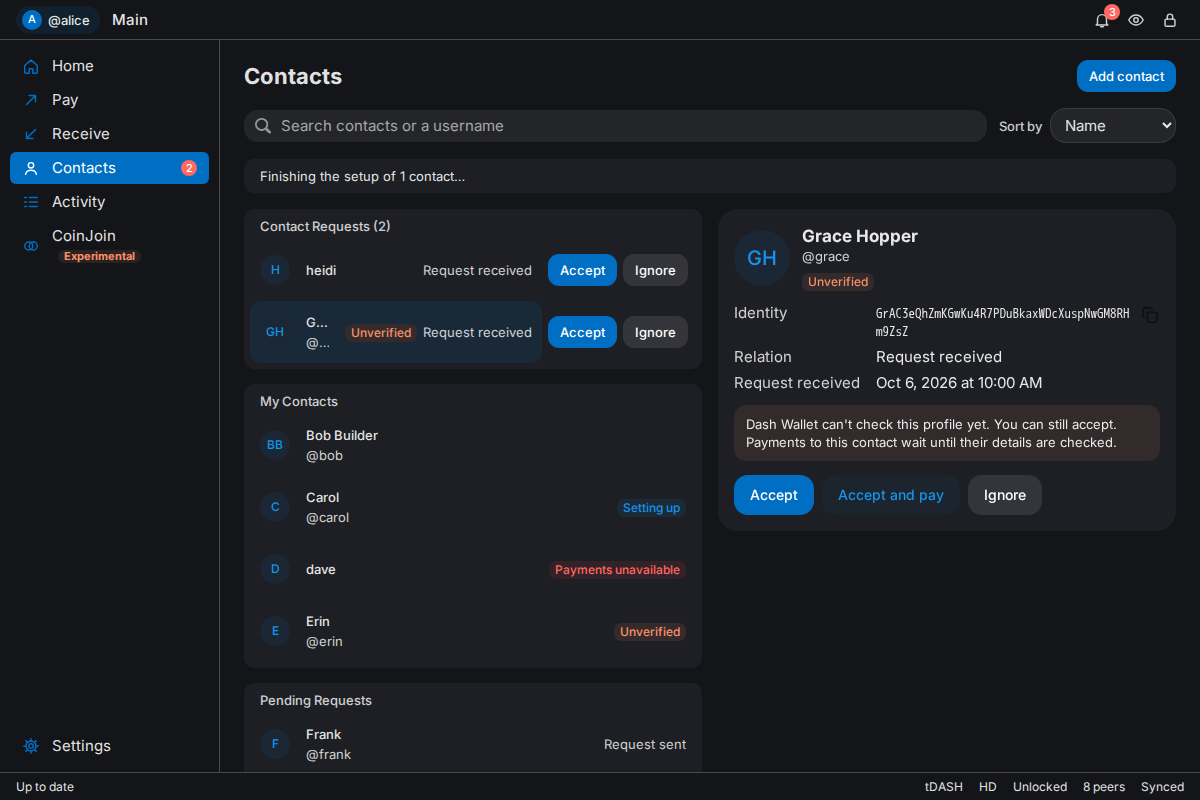 A @alice Main 3
Home
Pay
Receive
Contacts 2
Activity
CoinJoin
Experimental
Settings
Contacts
Add contact
Search contacts or a username
Sort by Name
Finishing the setup of 1 contact...
Contact Requests (2)
H heidi Request received Accept Ignore
GH G... @... Unverified Request received Accept Ignore
My Contacts
BB Bob Builder
@bob
C Carol
@carol
Setting up
D dave Payments unavailable
E Erin
@erin
Unverified
Pending Requests
F Frank
@frank
Request sent
GH Grace Hopper
@grace
Unverified
Identity GrAC3eQhZmKGwKu4R7PDuBkaxWDcXuspNwGM8RH
m9ZsZ
Relation Request received
Request received Oct 6, 2026 at 10:00 AM
Dash Wallet can't check this profile yet. You can still accept.
Payments to this contact wait until their details are checked.
Accept Accept and pay Ignore
Up to date tDASH HD Unlocked 8 peers Synced